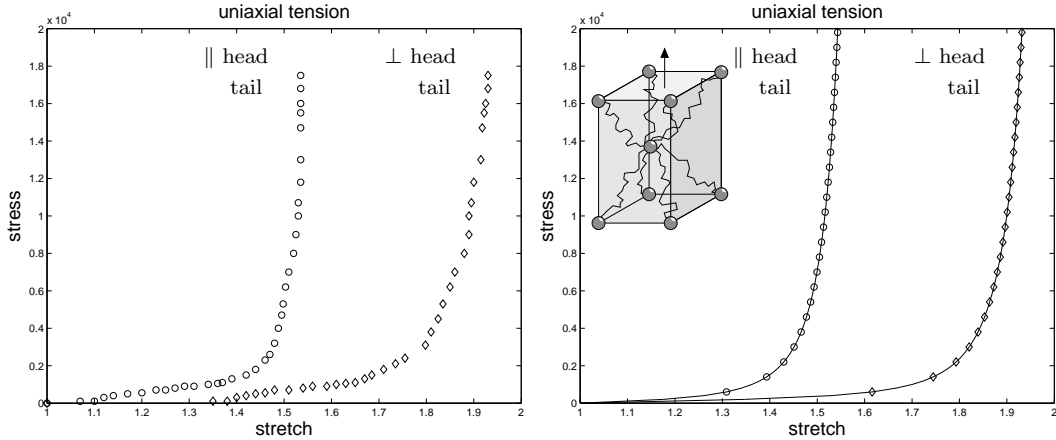 uniaxial tension
x 10⁴
2
1.8
1.6
1.4
1.2
1
0.8
0.6
0.4
0.2
0
stress
∥ head
tail
⊥ head
tail
1 1.1 1.2 1.3 1.4 1.5 1.6 1.7 1.8 1.9 2
stretch
uniaxial tension
x 10⁴
2
1.8
1.6
1.4
1.2
1
0.8
0.6
0.4
0.2
0
stress
∥ head
tail
⊥ head
tail
1 1.1 1.2 1.3 1.4 1.5 1.6 1.7 1.8 1.9 2
stretch